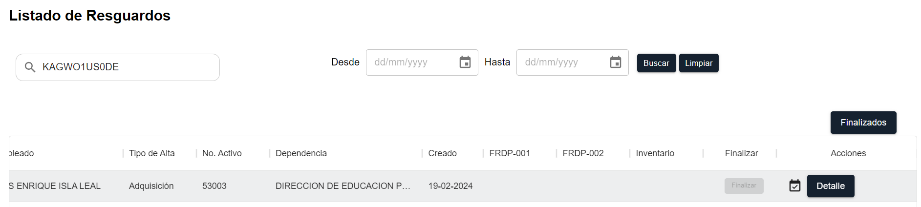 Listado de Resguardos
KAGWO1US0DE
Desde dd/mm/yyyy Hasta dd/mm/yyyy Buscar Limpiar
Finalizados
pleado Tipo de Alta No. Activo Dependencia Creado FRDP-001 FRDP-002 Inventario Finalizar Acciones
S ENRIQUE ISLA LEAL Adquisición 53003 DIRECCION DE EDUCACION P... 19-02-2024 Finalizar Detalle